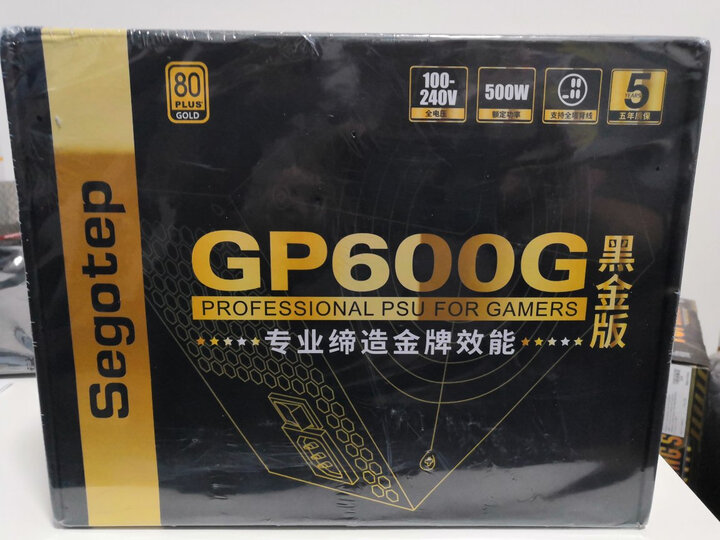 80
PLUS
GOLD
100-
240V
全电压
500W
额定功率
支持全塔背线
5
YEARS
五年质保
Segotep
GP600G
黑金版
PROFESSIONAL PSU FOR GAMERS
专业缔造金牌效能